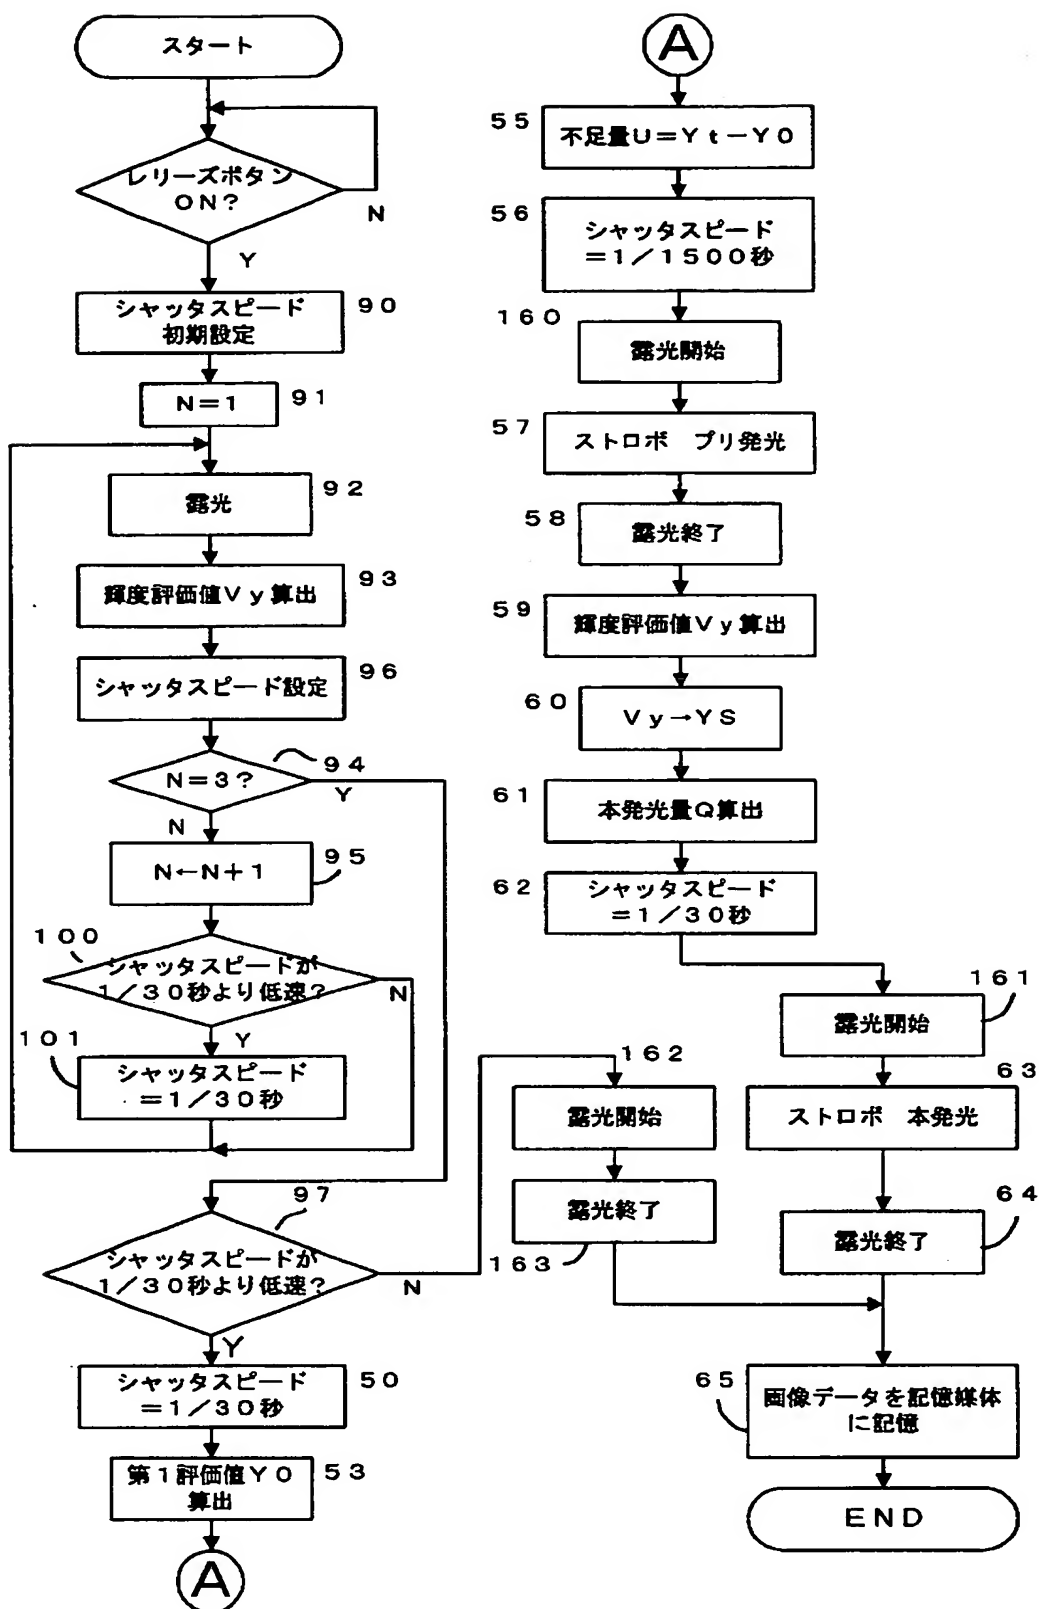 スタート
レリーズボタン
ON?
N
Y
シャッタスピード
初期設定
90
N=1
91
露光
92
輝度評価値Vy算出
93
シャッタスピード設定
96
N=3?
94
Y
N
N←N+1
95
100
シャッタスピードが
1/30秒より低速?
N
Y
101
シャッタスピード
=1/30秒
97
シャッタスピードが
1/30秒より低速?
N
Y
シャッタスピード
=1/30秒
50
第1評価値Y0
算出
53
A
A
55
不足量U=Yt-Y0
56
シャッタスピード
=1/1500秒
160
露光開始
57
ストロボ プリ発光
58
露光終了
59
輝度評価値Vy算出
60
Vy→YS
61
本発光量Q算出
62
シャッタスピード
=1/30秒
161
露光開始
63
ストロボ 本発光
64
露光終了
162
露光開始
露光終了
163
65
画像データを記憶媒体
に記憶
END